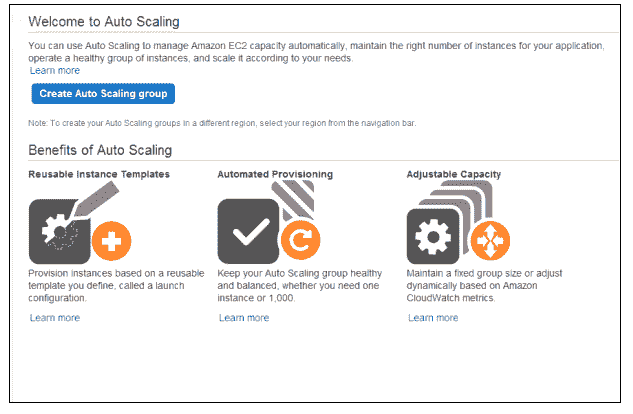 Welcome to Auto Scaling
You can use Auto Scaling to manage Amazon EC2 capacity automatically, maintain the right number of instances for your application,
operate a healthy group of instances, and scale it according to your needs.
Learn more
Create Auto Scaling group
Note: To create your Auto Scaling groups in a different region, select your region from the navigation bar.
Benefits of Auto Scaling
Reusable Instance Templates
Provision instances based on a reusable
template you define, called a launch
configuration.
Learn more
Automated Provisioning
Keep your Auto Scaling group healthy
and balanced, whether you need one
instance or 1,000.
Learn more
Adjustable Capacity
Maintain a fixed group size or adjust
dynamically based on Amazon
CloudWatch metrics.
Learn more